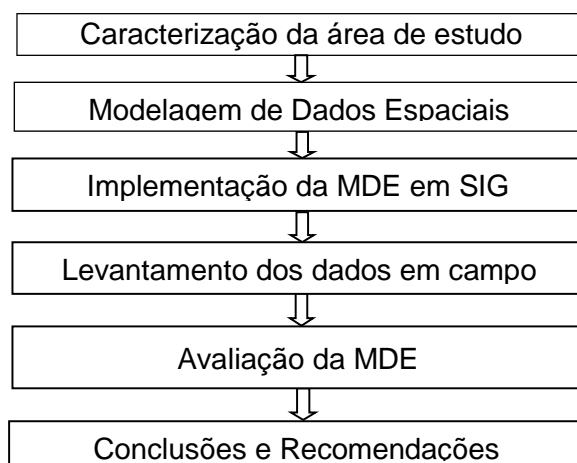 Caracterização da área de estudo
Modelagem de Dados Espaciais
Implementação da MDE em SIG
Levantamento dos dados em campo
Avaliação da MDE
Conclusões e Recomendações